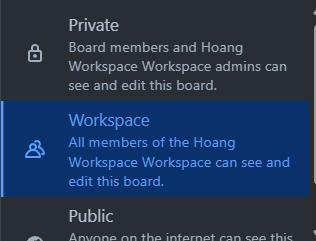 Private
Board members and Hoang
Workspace Workspace admins can
see and edit this board.
Workspace
All members of the Hoang
Workspace Workspace can see and
edit this board.
Public
Anyone on the internet can see this